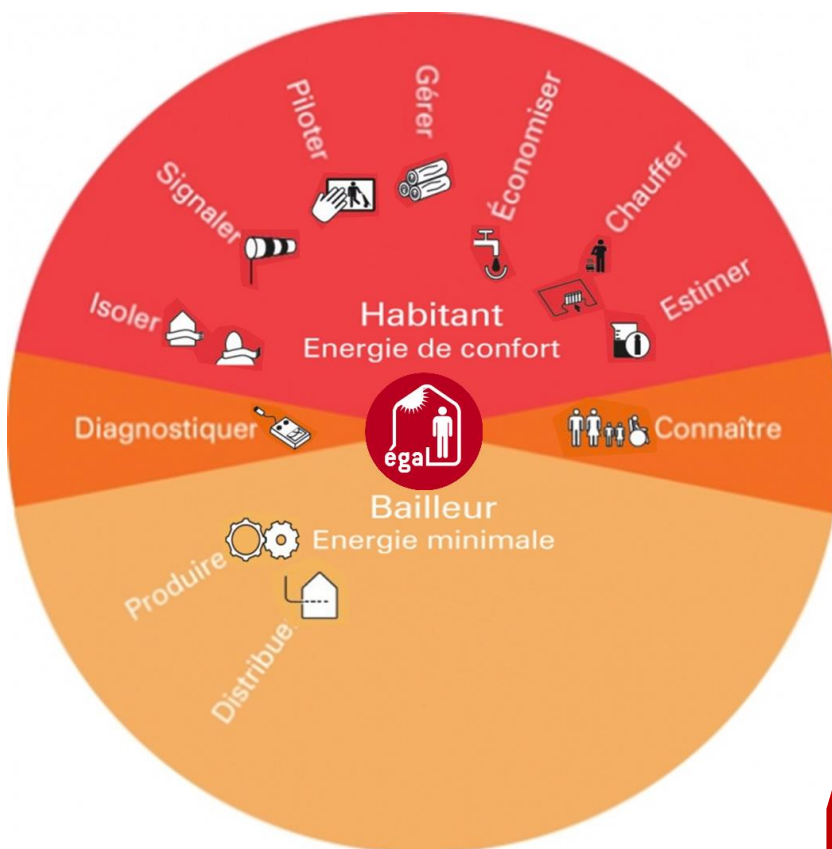 Gérer
Piloter
Économiser
Signaler
Chauffer
Isoler
Estimer
Habitant
Energie de confort
Diagnostiquer
Connaître
égal
Bailleur
Energie minimale
Produire
Distribue